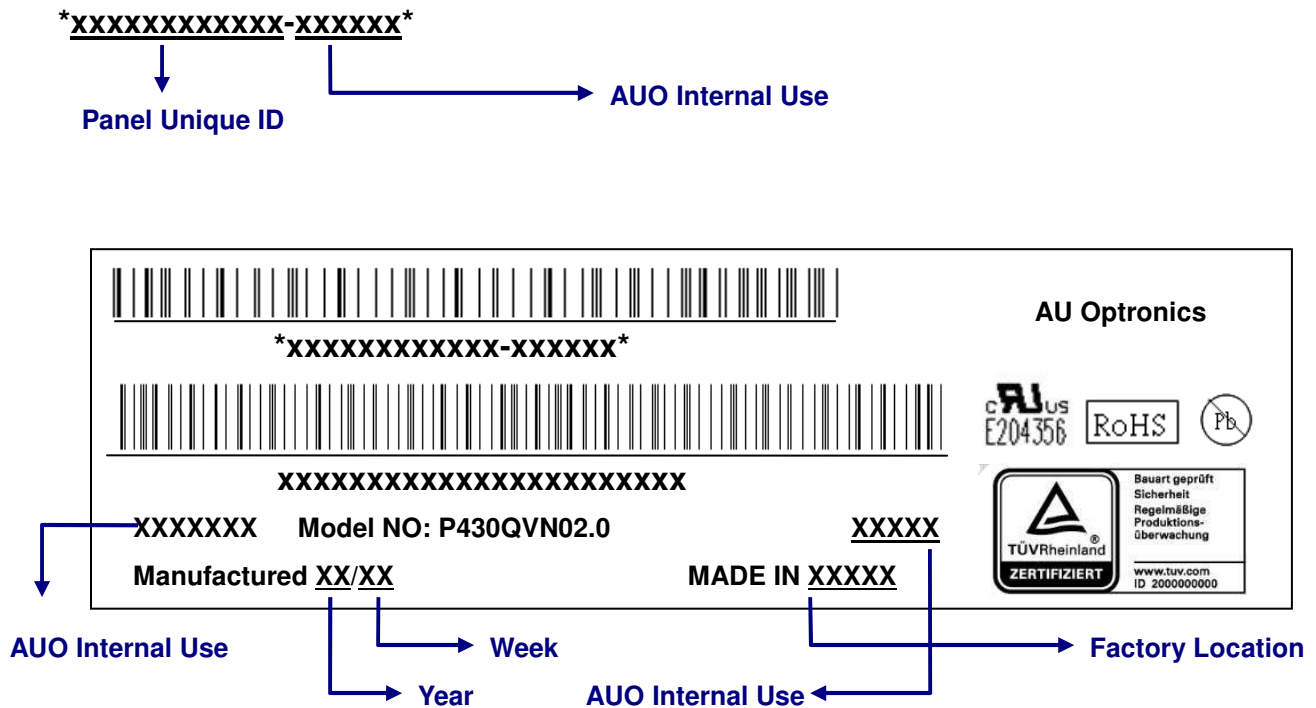 *xxxxxxxxxxxx-xxxxxx*
AUO Internal Use
Panel Unique ID
AU Optronics
*xxxxxxxxxxxx-xxxxxx*
c RU US
E204356
RoHS
Pb
xxxxxxxxxxxxxxxxxxxxxxx
XXXXXXX Model NO: P430QVN02.0 XXXXX
Manufactured XX/XX MADE IN XXXXX
TÜVRheinland®
ZERTIFIZIERT
Bauart geprüft
Sicherheit
Regelmäßige
Produktions-
überwachung
www.tuv.com
ID 2000000000
AUO Internal Use
Week
Factory Location
Year
AUO Internal Use